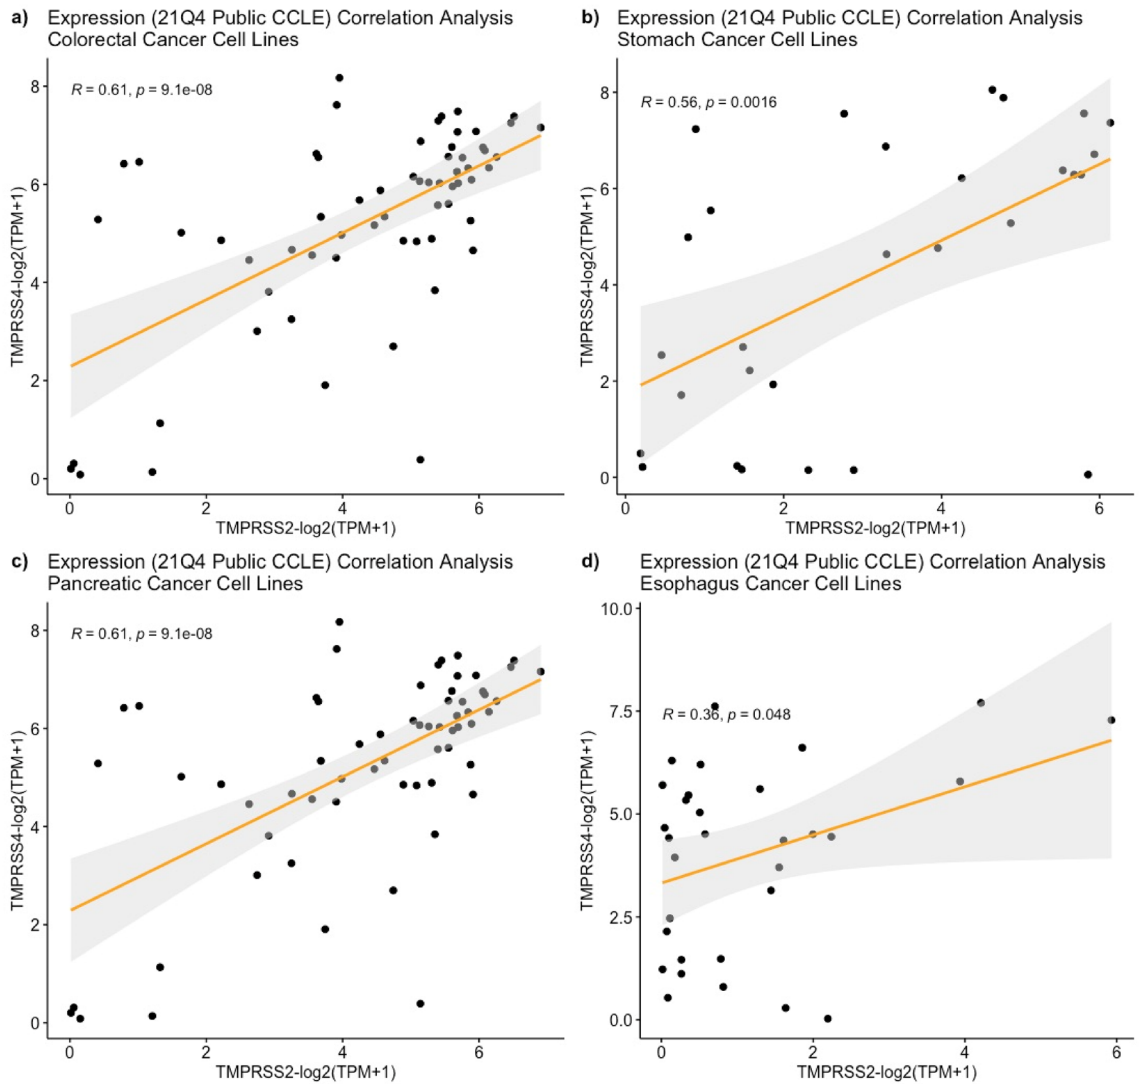 a) Expression (21Q4 Public CCLE) Correlation Analysis
Colorectal Cancer Cell Lines
R = 0.61, p = 9.1e-08
TMPRSS4-log2(TPM+1)
8
6
4
2
0
0 2 4 6
TMPRSS2-log2(TPM+1)
b) Expression (21Q4 Public CCLE) Correlation Analysis
Stomach Cancer Cell Lines
R = 0.56, p = 0.0016
TMPRSS4-log2(TPM+1)
8
6
4
2
0
0 2 4 6
TMPRSS2-log2(TPM+1)
c) Expression (21Q4 Public CCLE) Correlation Analysis
Pancreatic Cancer Cell Lines
R = 0.61, p = 9.1e-08
TMPRSS4-log2(TPM+1)
8
6
4
2
0
0 2 4 6
TMPRSS2-log2(TPM+1)
d) Expression (21Q4 Public CCLE) Correlation Analysis
Esophagus Cancer Cell Lines
R = 0.36, p = 0.048
TMPRSS4-log2(TPM+1)
10.0
7.5
5.0
2.5
0.0
0 2 4 6
TMPRSS2-log2(TPM+1)